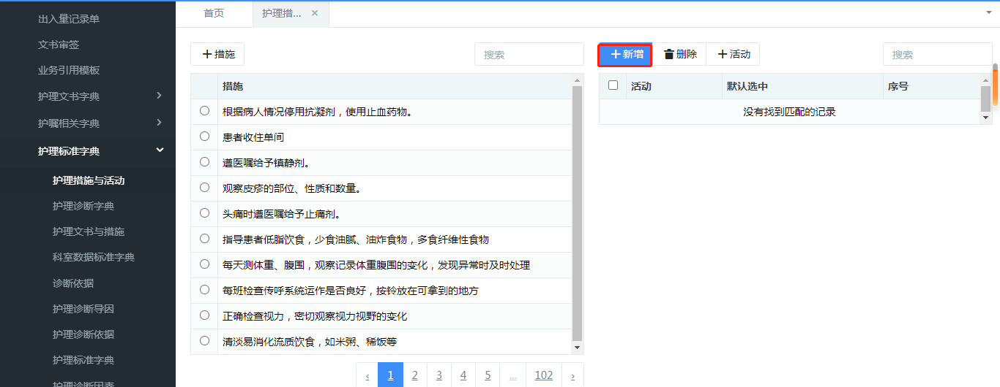 出入量记录单
文书审签
业务引用模板
护理文书字典
护嘱相关字典
护理标准字典
护理措施与活动
护理诊断字典
护理文书与措施
科室数据标准字典
诊断依据
护理诊断导因
护理诊断依据
护理标准字典
护理诊断因素
首页 护理措... ×
+措施 搜索
措施
根据病人情况停用抗凝剂，使用止血药物。
患者收住单间
遵医嘱给予镇静剂。
观察皮疹的部位、性质和数量。
头痛时遵医嘱给予止痛剂。
指导患者低脂饮食，少食油腻、油炸食物，多食纤维性食物
每天测体重、腹围，观察记录体重腹围的变化，发现异常时及时处理
每班检查传呼系统运作是否良好，按铃放在可拿到的地方
正确检查视力，密切观察视力视野的变化
清淡易消化流质饮食，如米粥、稀饭等
‹ 1 2 3 4 5 ... 102 ›
+新增 删除 +活动 搜索
活动 默认选中 序号
没有找到匹配的记录